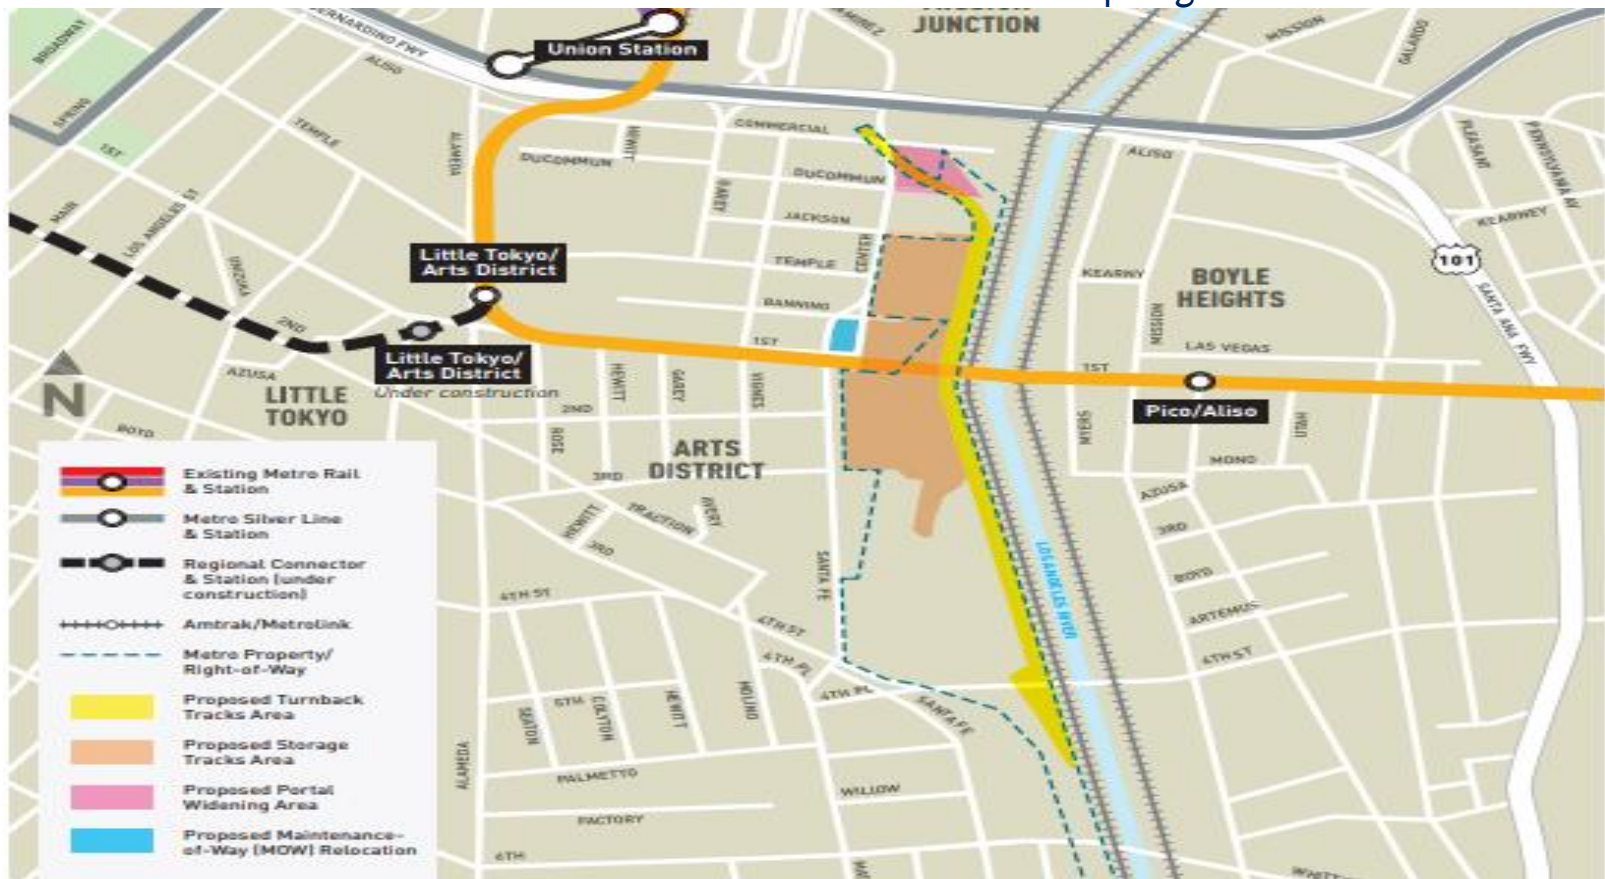 JUNCTION
BROADWAY
BERNARDINO FWY
Union Station
MISSION
GALARDO
SPRING
ALISO
1ST
TEMPLE
ALAMEDA
HEWITT
COMMERCIAL
DUCOMMUN
DUCOMMUN
ALISO
PLEASANT
PENNSYLVANIA AV
KEARNEY
GAREY
JACKSON
MAIN
LOS ANGELES ST
Little Tokyo/
Arts District
TEMPLE
CENTER
KEARNY
BOYLE
HEIGHTS
101
SANTA ANA FWY
BANNING
MISSION
2ND
1ST
LAS VEGAS
Little Tokyo/
Arts District
Under construction
1ST
Pico/Aliso
N
AZUSA
LITTLE
TOKYO
HEWITT
GAREY
VIGNES
2ND
ROSE
MYERS
UTAH
BOYD
ARTS
DISTRICT
3RD
MONO
AZUSA
HEWITT
TRACTION
AVERY
3RD
3RD
SANTA FE
LOS ANGELES RIVER
BOYD
4TH ST
ARTEMUS
4TH ST
4TH ST
4TH PL
4TH PL
SANTA FE
SEATON
5TH
COLYTON
HEWITT
MOLINO
ALAMEDA
PALMETTO
WILLOW
FACTORY
6TH
Existing Metro Rail
& Station
Metro Silver Line
& Station
Regional Connector
& Station (under
construction)
Amtrak/Metrolink
Metro Property/
Right-of-Way
Proposed Turnback
Tracks Area
Proposed Storage
Tracks Area
Proposed Portal
Widening Area
Proposed Maintenance-
of-Way (MOW) Relocation